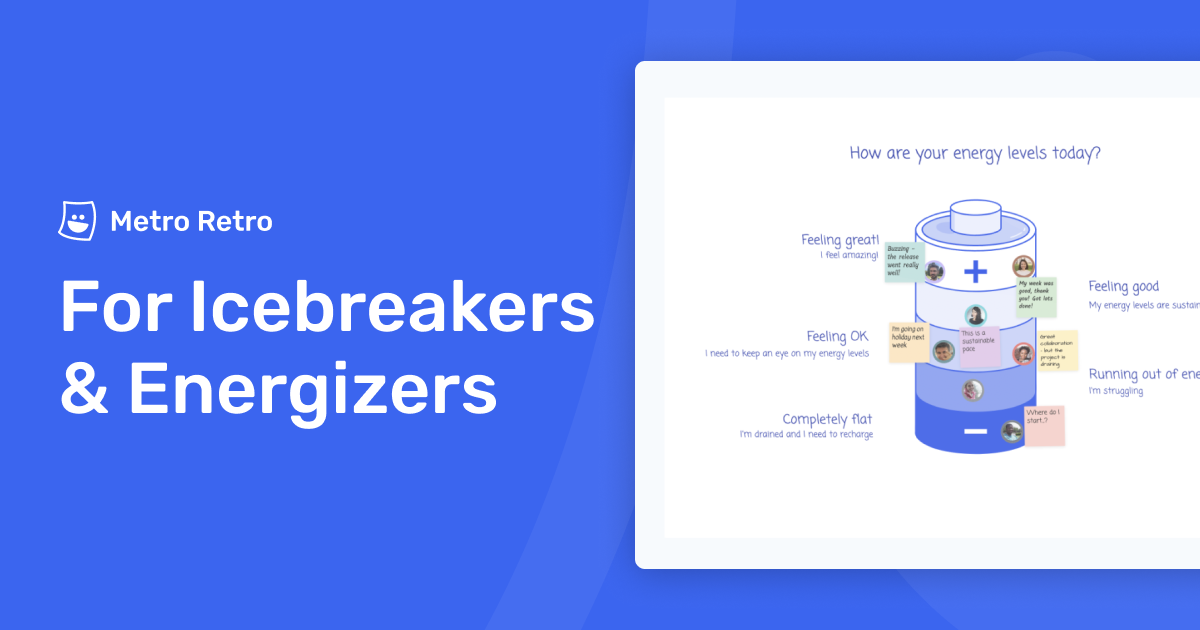 Metro Retro
For Icebreakers
& Energizers
How are your energy levels today?
Feeling great!
I feel amazing!
Buzzing -
the release
went really
well!
My week was
good, thank
you! Got lots
done!
Feeling good
My energy levels are sustain
Feeling OK
I need to keep an eye on my energy levels
I'm going on
holiday next
week
This is a
sustainable
pace
Great
collaboration
- but the
project is
draining
Running out of ene
I'm struggling
Completely flat
I'm drained and I need to recharge
Where do I
start..?